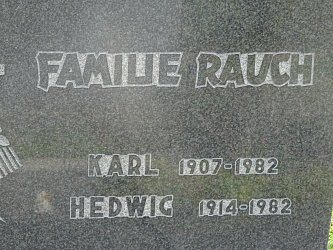 FAMILIE RAUCH
KARL 1907-1982
HEDWIG 1914-1982